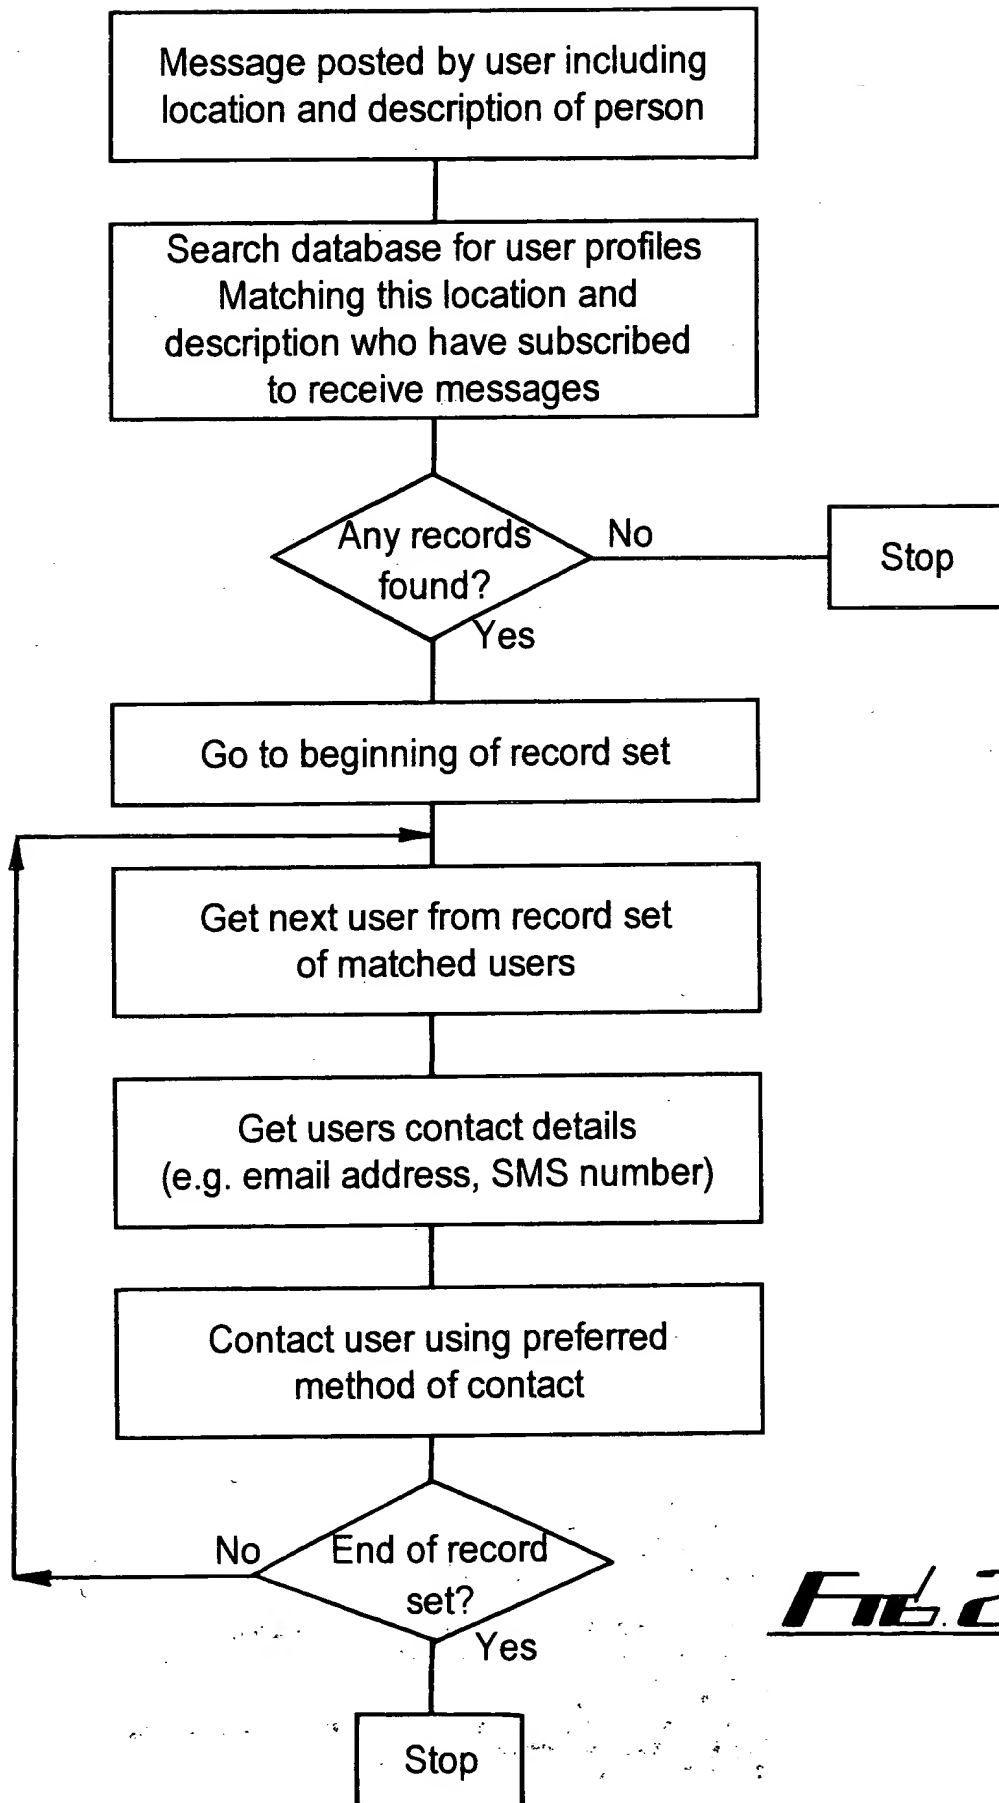 Message posted by user including
location and description of person
Search database for user profiles
Matching this location and
description who have subscribed
to receive messages
Any records
found?
No
Stop
Yes
Go to beginning of record set
Get next user from record set
of matched users
Get users contact details
(e.g. email address, SMS number)
Contact user using preferred
method of contact
No
End of record
set?
Yes
Stop
FIG. 2